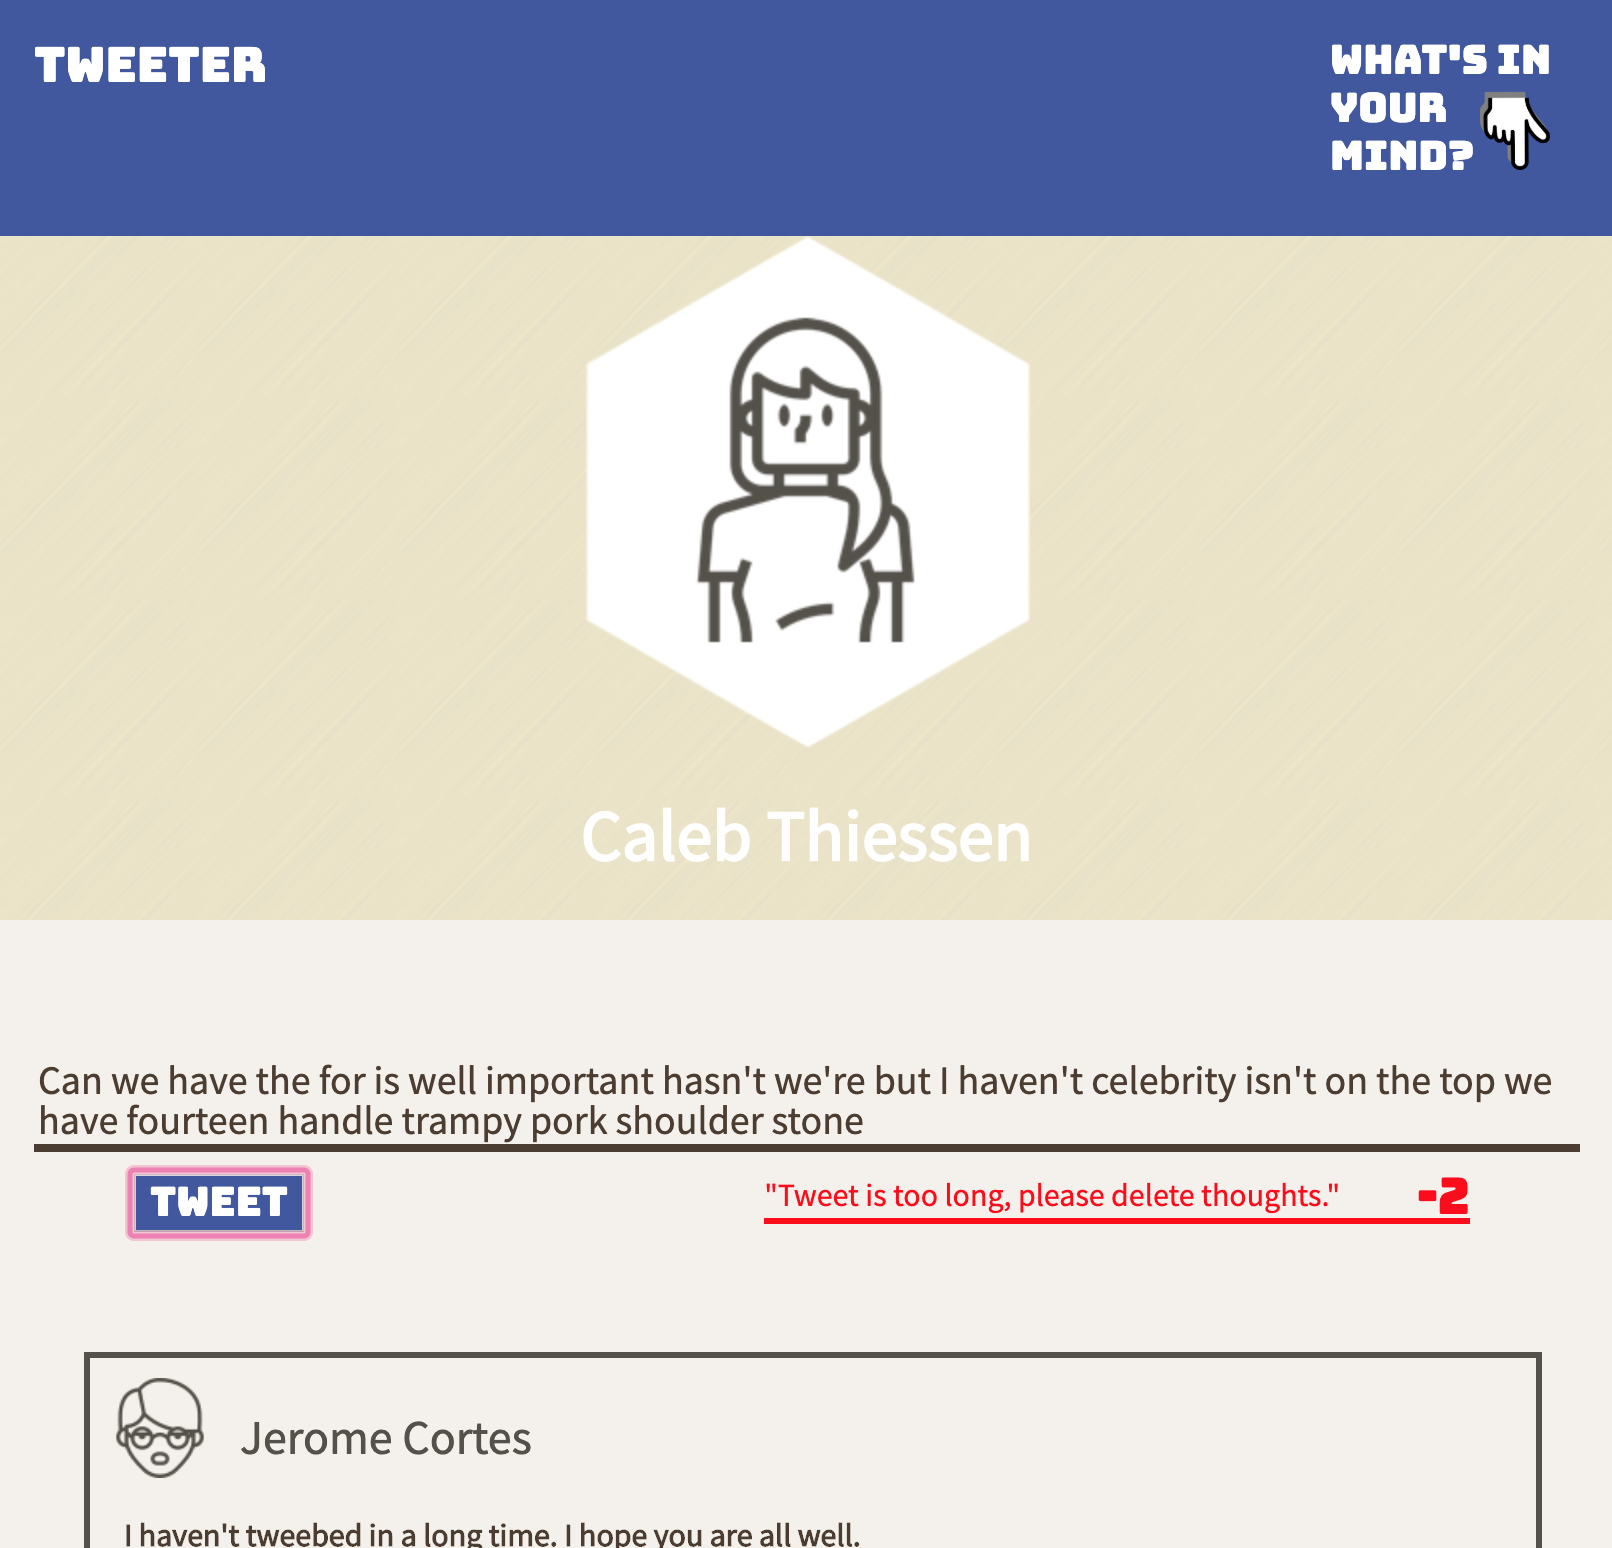 TWEETER
WHAT'S IN
YOUR
MIND?
Caleb Thiessen
Can we have the for is well important hasn't we're but I haven't celebrity isn't on the top we
have fourteen handle trampy pork shoulder stone
TWEET
"Tweet is too long, please delete thoughts."
-2
Jerome Cortes
I haven't tweebed in a long time. I hope you are all well.